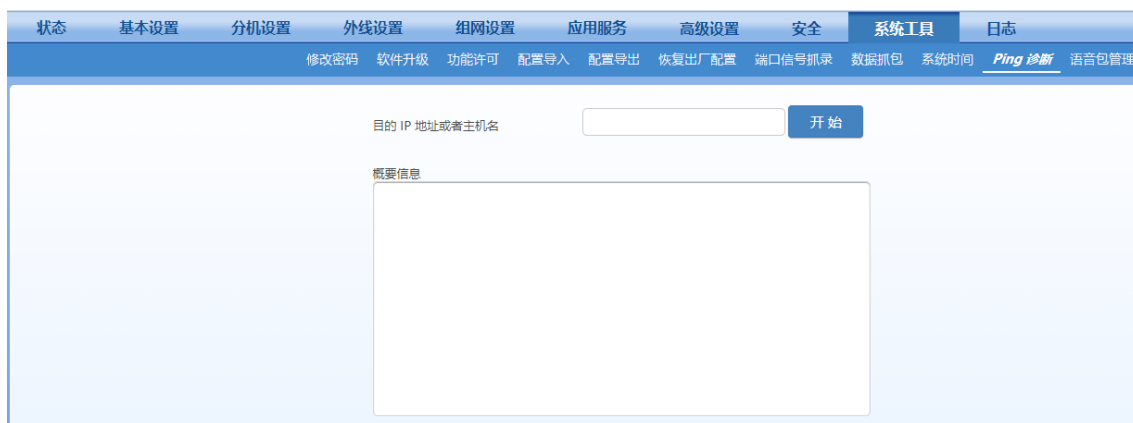 状态 基本设置 分机设置 外线设置 组网设置 应用服务 高级设置 安全 系统工具 日志
修改密码 软件升级 功能许可 配置导入 配置导出 恢复出厂配置 端口信号抓录 数据抓包 系统时间 Ping 诊断 语音包管理
目的 IP 地址或者主机名 开 始
概要信息